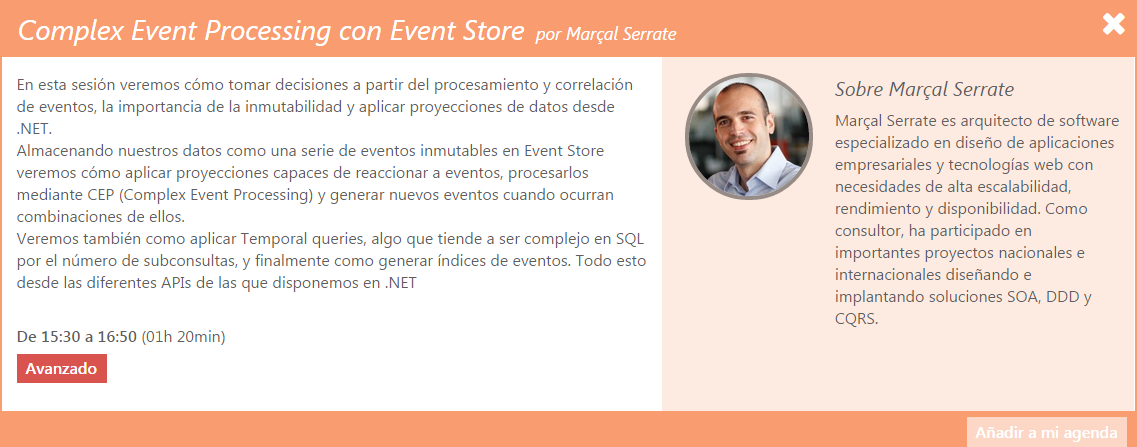 Complex Event Processing con Event Store por Marçal Serrate
En esta sesión veremos cómo tomar decisiones a partir del procesamiento y correlación
de eventos, la importancia de la inmutabilidad y aplicar proyecciones de datos desde
.NET.
Almacenando nuestros datos como una serie de eventos inmutables en Event Store
veremos cómo aplicar proyecciones capaces de reaccionar a eventos, procesarlos
mediante CEP (Complex Event Processing) y generar nuevos eventos cuando ocurran
combinaciones de ellos.
Veremos también como aplicar Temporal queries, algo que tiende a ser complejo en SQL
por el número de subconsultas, y finalmente como generar índices de eventos. Todo esto
desde las diferentes APIs de las que disponemos en .NET
De 15:30 a 16:50 (01h 20min)
Avanzado
Sobre Marçal Serrate
Marçal Serrate es arquitecto de software
especializado en diseño de aplicaciones
empresariales y tecnologías web con
necesidades de alta escalabilidad,
rendimiento y disponibilidad. Como
consultor, ha participado en
importantes proyectos nacionales e
internacionales diseñando e
implantando soluciones SOA, DDD y
CQRS.
Añadir a mi agenda